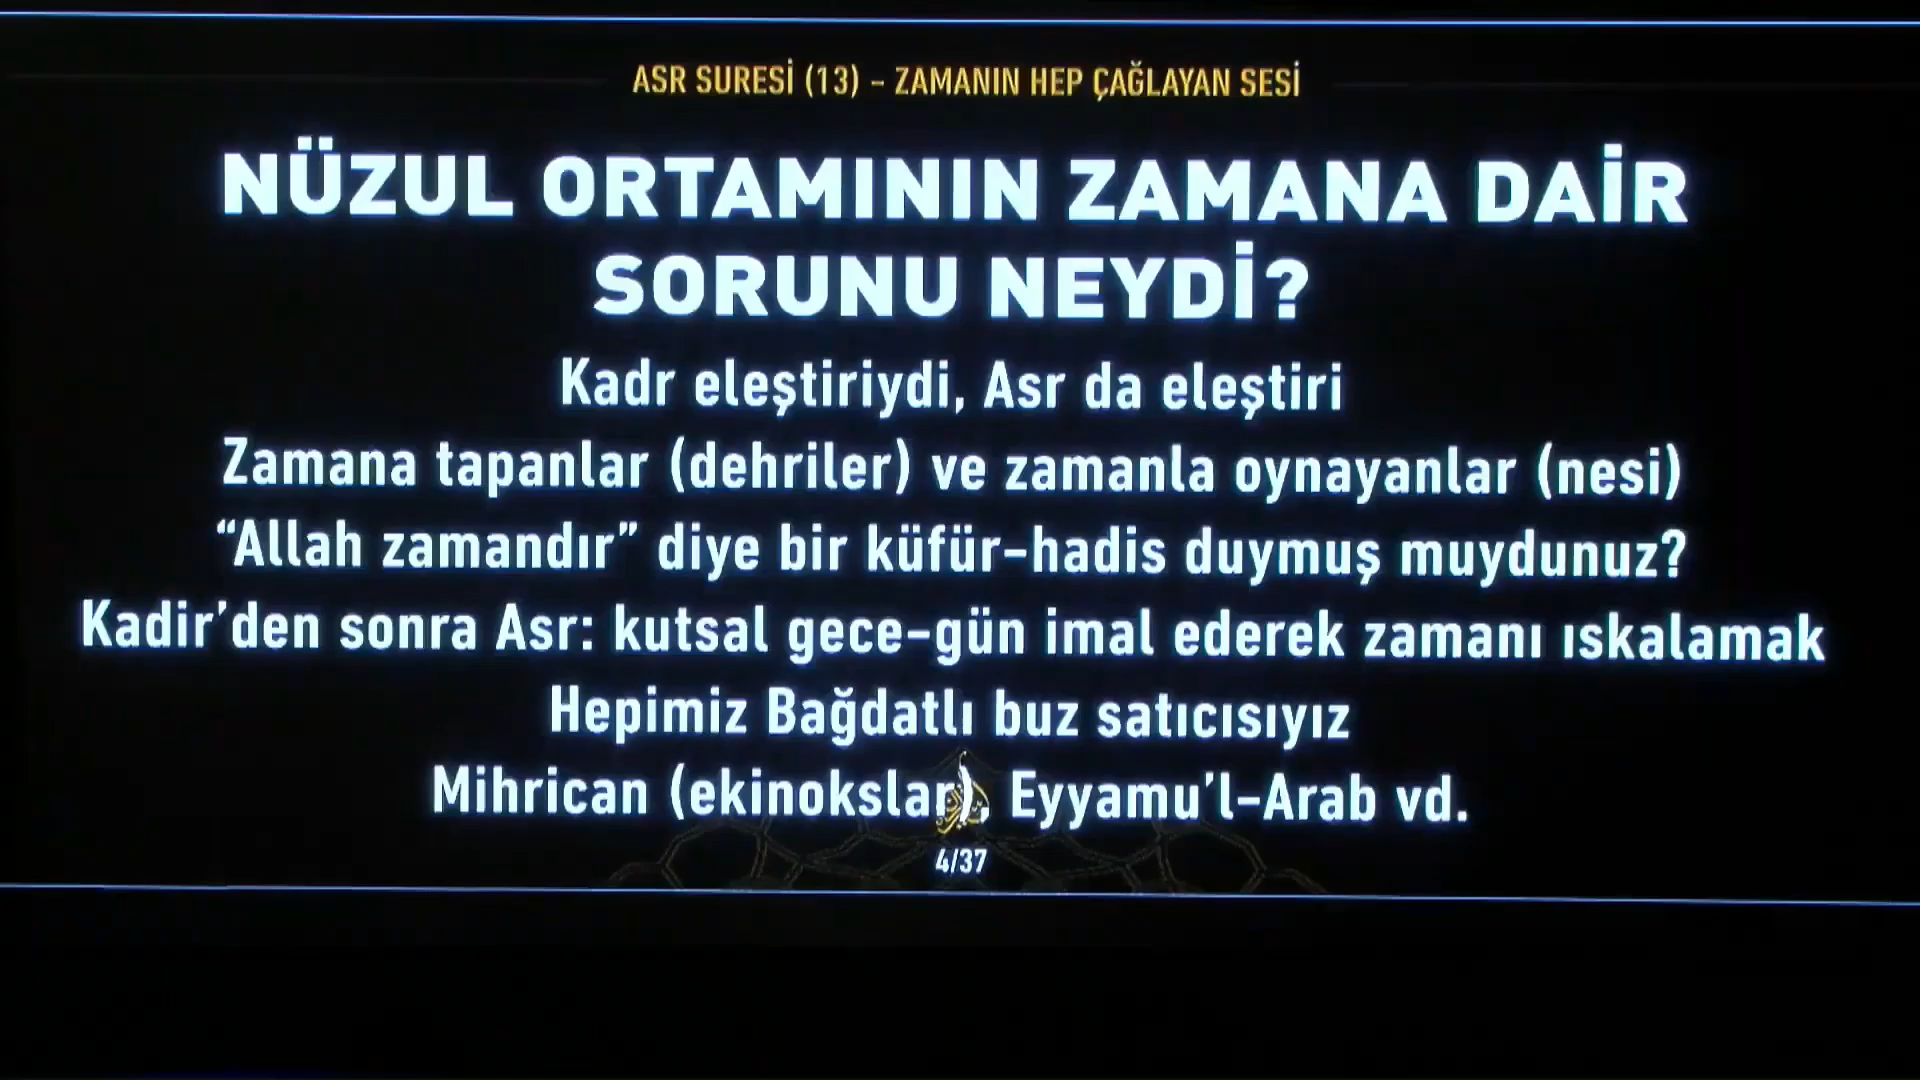 ASR SURESİ (13) – ZAMANIN HEP ÇAĞLAYAN SESİ
NÜZUL ORTAMININ ZAMANA DAİR
SORUNU NEYDİ?
Kadr eleştiriydi, Asr da eleştiri
Zamana tapanlar (dehriler) ve zamanla oynayanlar (nesi)
“Allah zamandır” diye bir küfür-hadis duymuş muydunuz?
Kadir’den sonra Asr: kutsal gece-gün imal ederek zamanı ıskalamak
Hepimiz Bağdatlı buz satıcısıyız
Mihrican (ekinokslar), Eyyamu’l-Arab vd.
4/37